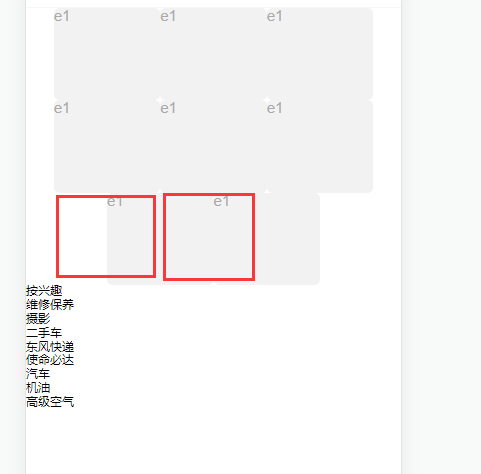 e1 e1 e1
e1 e1 e1
e1 e1
按兴趣
维修保养
摄影
二手车
东风快递
使命必达
汽车
机油
高级空气